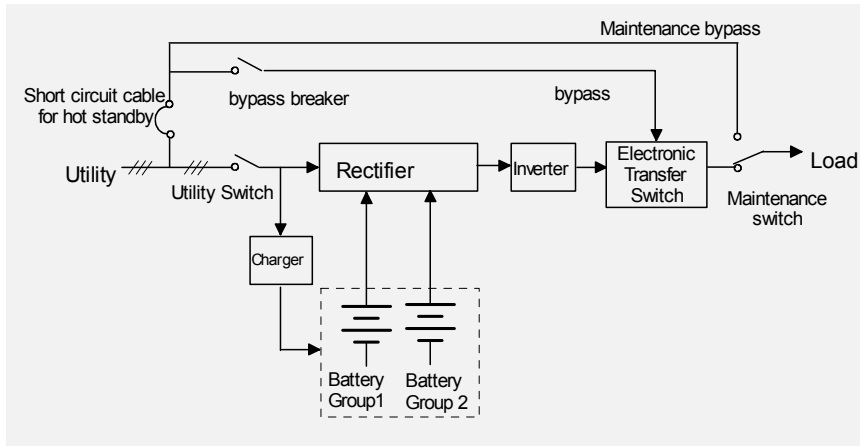 Maintenance bypass
Short circuit cable
for hot standby
bypass breaker
bypass
Utility
Utility Switch
Rectifier
Inverter
Electronic
Transfer
Switch
Load
Maintenance
switch
Charger
Battery
Group1
Battery
Group 2